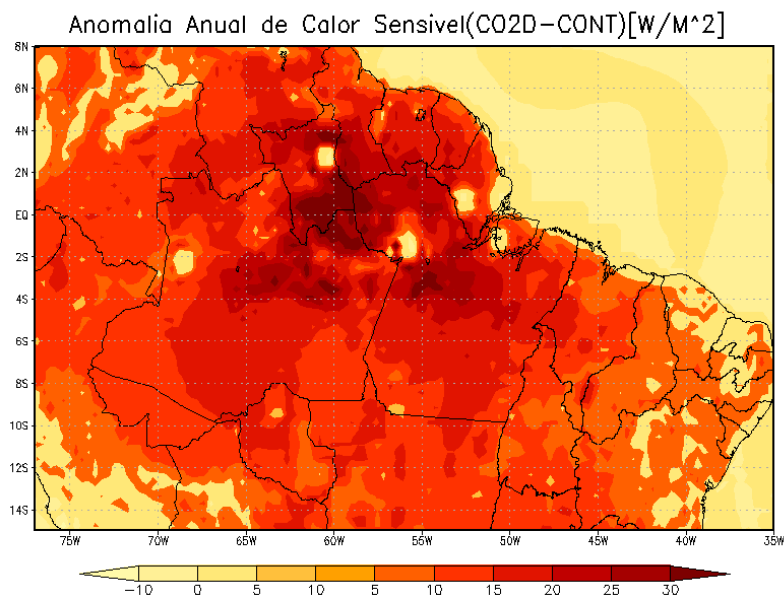 Anomalia Anual de Calor Sensivel(CO2D-CONT)[W/M^2]
8N
6N
4N
2N
EQ
2S
4S
6S
8S
10S
12S
14S
75W 70W 65W 60W 55W 50W 45W 40W 35W
-10 0 5 10 5 10 15 20 25 30